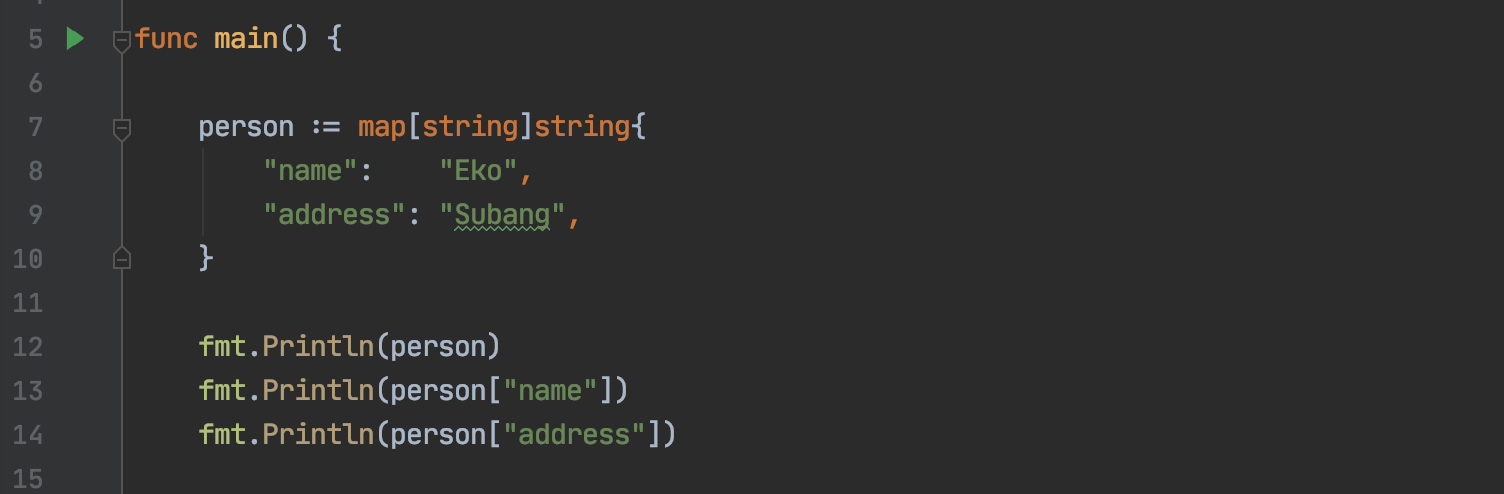 5 func main() {
6
7 person := map[string]string{
8 "name":    "Eko",
9 "address": "Subang",
10 }
11
12 fmt.Println(person)
13 fmt.Println(person["name"])
14 fmt.Println(person["address"])
15